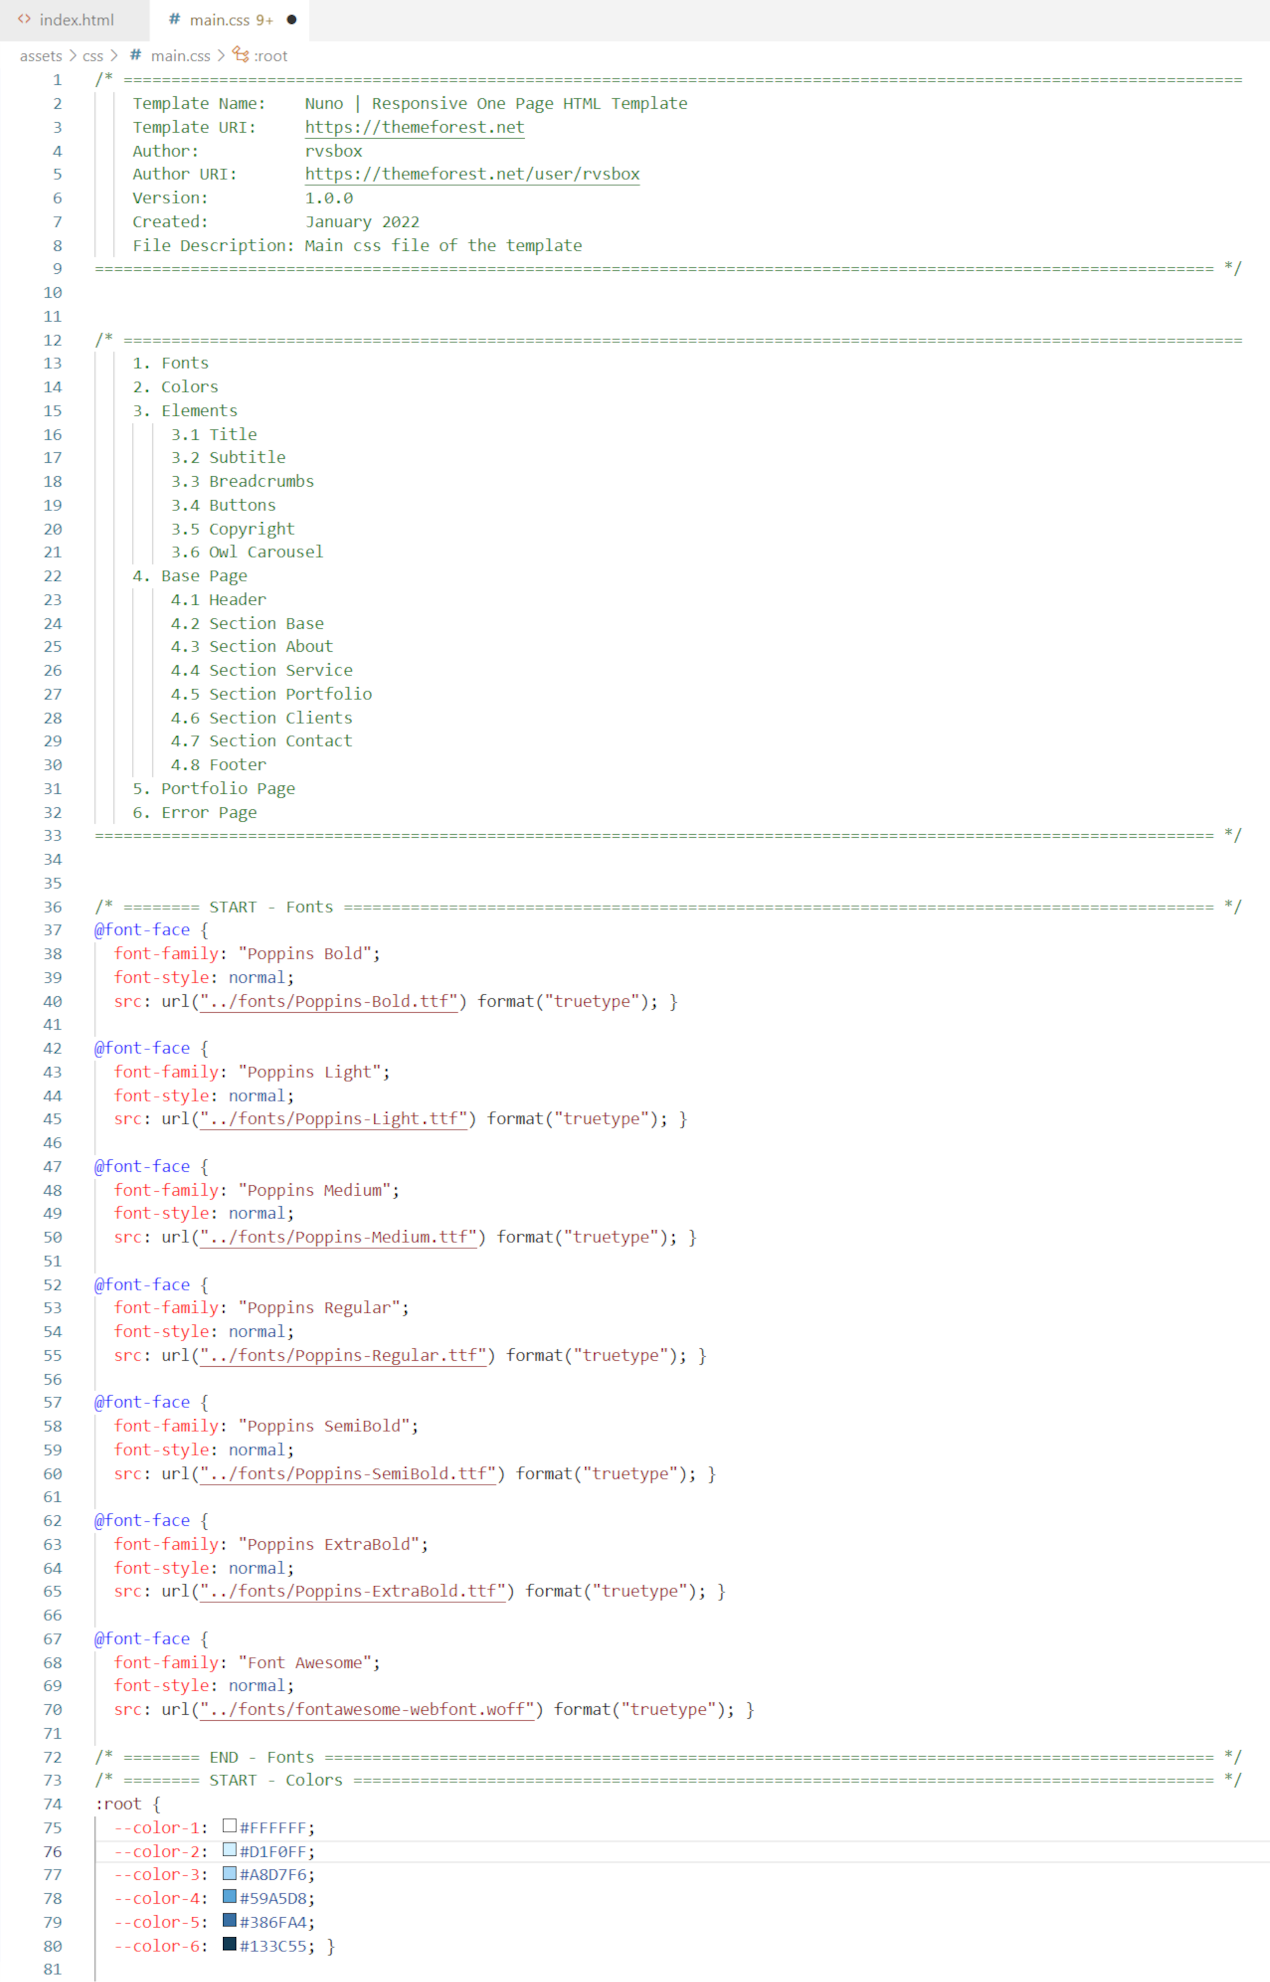 index.html
main.css 9+
assets > css > # main.css > :root
1 /* =====================================================================================================================
2 Template Name: Nuno | Responsive One Page HTML Template
3 Template URI: https://themeforest.net
4 Author: rvsbox
5 Author URI: https://themeforest.net/user/rvsbox
6 Version: 1.0.0
7 Created: January 2022
8 File Description: Main css file of the template
9 ===================================================================================================================== */
10
11
12 /* =====================================================================================================================
13 1. Fonts
14 2. Colors
15 3. Elements
16 3.1 Title
17 3.2 Subtitle
18 3.3 Breadcrumbs
19 3.4 Buttons
20 3.5 Copyright
21 3.6 Owl Carousel
22 4. Base Page
23 4.1 Header
24 4.2 Section Base
25 4.3 Section About
26 4.4 Section Service
27 4.5 Section Portfolio
28 4.6 Section Clients
29 4.7 Section Contact
30 4.8 Footer
31 5. Portfolio Page
32 6. Error Page
33 ===================================================================================================================== */
34
35
36 /* ======== START - Fonts =========================================================================================== */
37 @font-face {
38 font-family: "Poppins Bold";
39 font-style: normal;
40 src: url("../fonts/Poppins-Bold.ttf") format("truetype"); }
41
42 @font-face {
43 font-family: "Poppins Light";
44 font-style: normal;
45 src: url("../fonts/Poppins-Light.ttf") format("truetype"); }
46
47 @font-face {
48 font-family: "Poppins Medium";
49 font-style: normal;
50 src: url("../fonts/Poppins-Medium.ttf") format("truetype"); }
51
52 @font-face {
53 font-family: "Poppins Regular";
54 font-style: normal;
55 src: url("../fonts/Poppins-Regular.ttf") format("truetype"); }
56
57 @font-face {
58 font-family: "Poppins SemiBold";
59 font-style: normal;
60 src: url("../fonts/Poppins-SemiBold.ttf") format("truetype"); }
61
62 @font-face {
63 font-family: "Poppins ExtraBold";
64 font-style: normal;
65 src: url("../fonts/Poppins-ExtraBold.ttf") format("truetype"); }
66
67 @font-face {
68 font-family: "Font Awesome";
69 font-style: normal;
70 src: url("../fonts/fontawesome-webfont.woff") format("truetype"); }
71
72 /* ======== END - Fonts ============================================================================================= */
73 /* ======== START - Colors ========================================================================================== */
74 :root {
75 --color-1: #FFFFFF;
76 --color-2: #D1F0FF;
77 --color-3: #A8D7F6;
78 --color-4: #59A5D8;
79 --color-5: #386FA4;
80 --color-6: #133C55; }
81